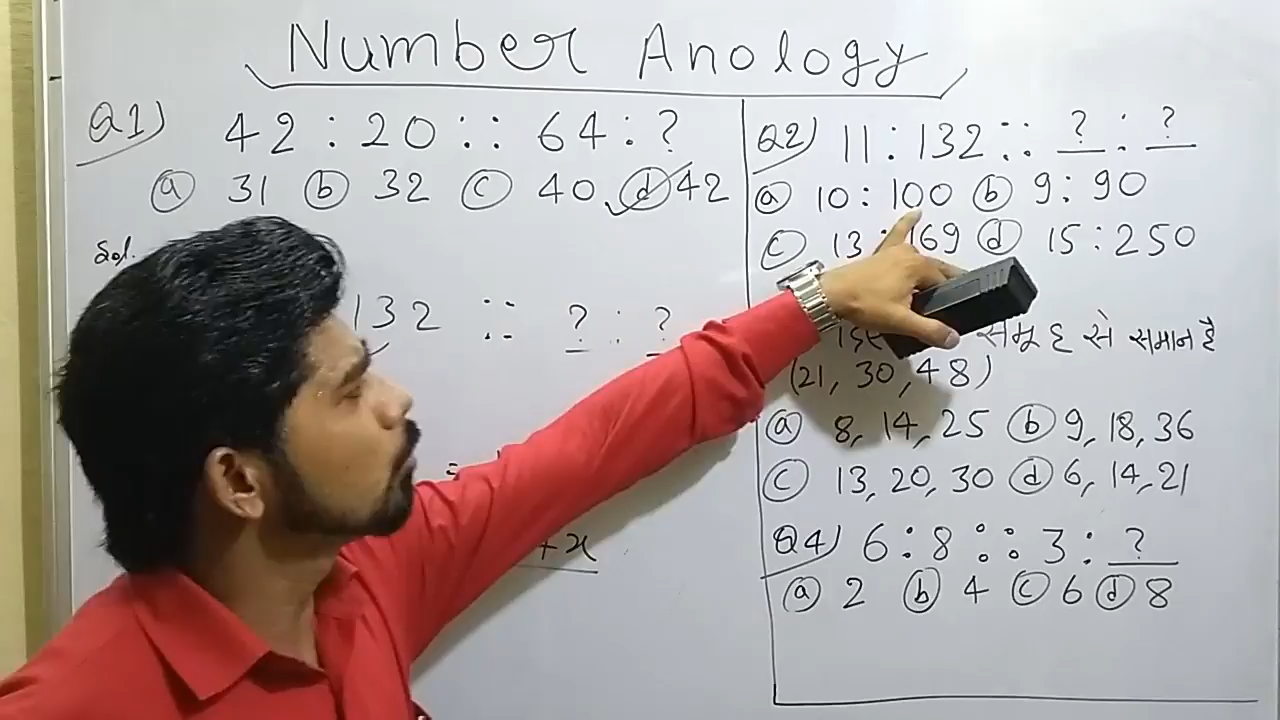 Number Anology
Q1) 42 : 20 :: 64 : ?
(a) 31 (b) 32 (c) 40 (d) 42
Sol.
132 :: ? : ?
=
+x
Q2) 11 : 132 :: ? : ?
(a) 10 : 100 (b) 9 : 90
(c) 13 : 169 (d) 15 : 250
समूह से समान है
(21, 30, 48)
(a) 8, 14, 25 (b) 9, 18, 36
(c) 13, 20, 30 (d) 6, 14, 21
Q4) 6 : 8 :: 3 : ?
(a) 2 (b) 4 (c) 6 (d) 8